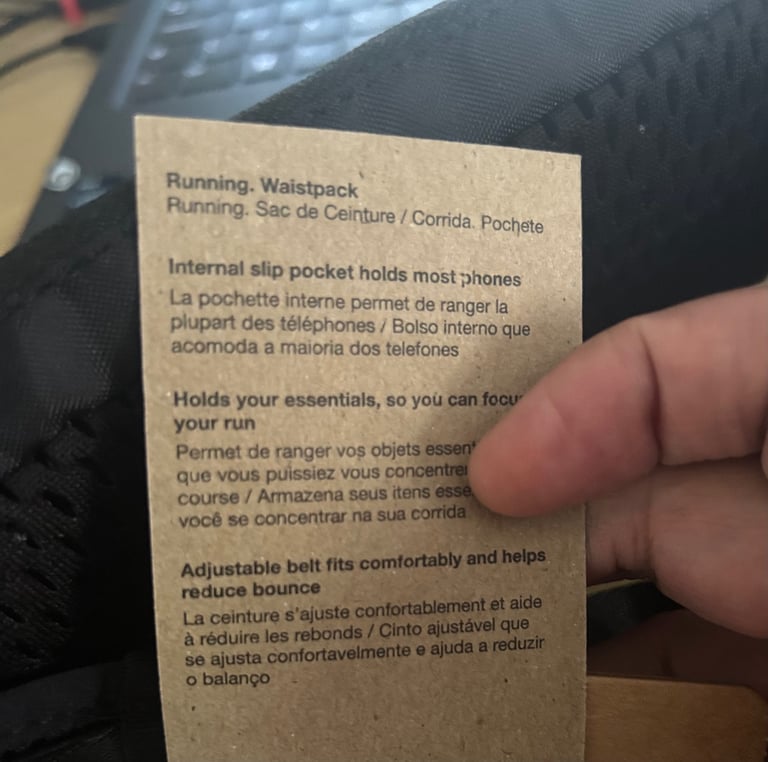 Running. Waistpack
Running. Sac de Ceinture / Corrida. Pochete
Internal slip pocket holds most phones
La pochette interne permet de ranger la
plupart des téléphones / Bolso interno que
acomoda a maioria dos telefones
Holds your essentials, so you can
your run
Permet de ranger vos objets
que vous puissiez vous
course / Armazena seus itens
você se concentrar na sua corrida
Adjustable belt fits comfortably and helps
reduce bounce
La ceinture s'ajuste confortablement et aide
à réduire les rebonds / Cinto ajustável que
se ajusta confortavelmente e ajuda a reduzir
o balanço